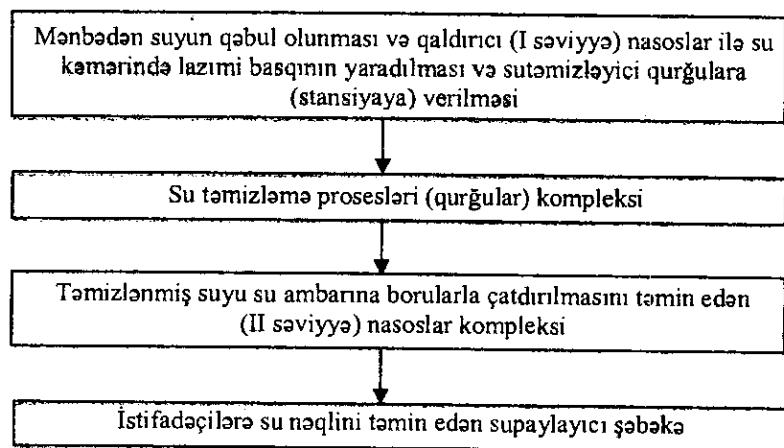 Mənbədən suyun qəbul olunması və qaldırıcı (I səviyyə) nasoslar ilə su
kəmərində lazımi basqının yaradılması və sutəmizləyici qurğulara
(stansiyaya) verilməsi
Su təmizləmə prosesləri (qurğular) kompleksi
Təmizlənmiş suyu su ambarına borularla çatdırılmasını təmin edən
(II səviyyə) nasoslar kompleksi
İstifadəçilərə su nəqlini təmin edən supaylayıcı şəbəkə